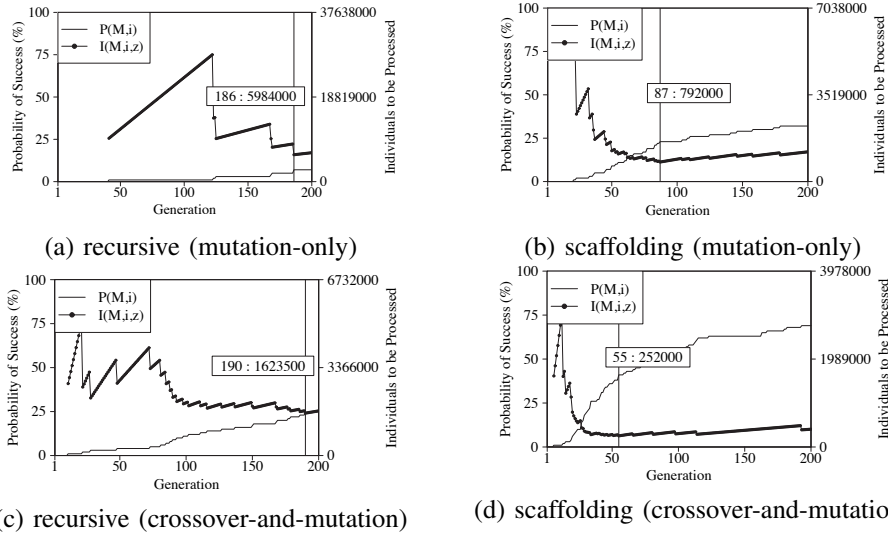 Probability of Success (%)
100
75
50
25
0
P(M,i)
I(M,i,z)
186 : 5984000
37638000
18819000
0
Individuals to be Processed
1 50 100 150 200
Generation
(a) recursive (mutation-only)
Probability of Success (%)
100
75
50
25
0
P(M,i)
I(M,i,z)
87 : 792000
7038000
3519000
0
Individuals to be Processed
1 50 100 150 200
Generation
(b) scaffolding (mutation-only)
Probability of Success (%)
100
75
50
25
0
P(M,i)
I(M,i,z)
190 : 1623500
6732000
3366000
0
Individuals to be Processed
1 50 100 150 200
Generation
c) recursive (crossover-and-mutation)
Probability of Success (%)
100
75
50
25
0
P(M,i)
I(M,i,z)
55 : 252000
3978000
1989000
0
Individuals to be Processed
1 50 100 150 200
Generation
(d) scaffolding (crossover-and-mutatio